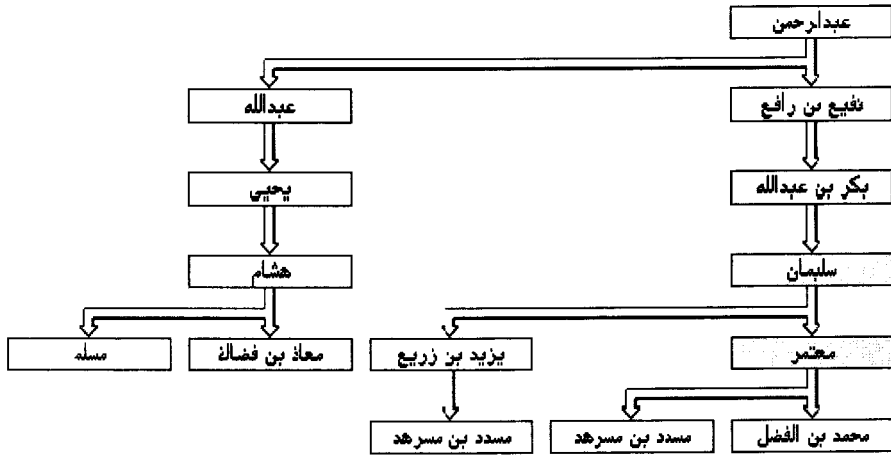 عبدالرحمن
نفيع بن رافع
عبدالله
بكر بن عبدالله
يحيي
سليمان
هشام
معتمر
يزيد بن زريع
معاذ بن فضالة
مسلم
محمد بن الفضل
مسدد بن مسرهد
مسدد بن مسرهد